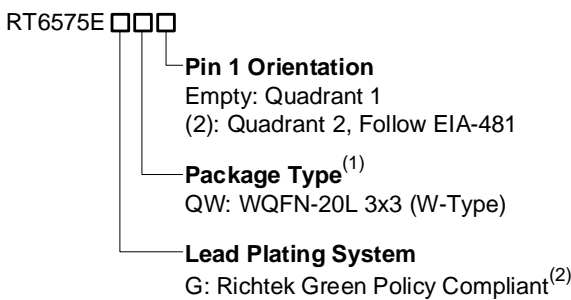 RT6575E □□□
Pin 1 Orientation
Empty: Quadrant 1
(2): Quadrant 2, Follow EIA-481
Package Type(1)
QW: WQFN-20L 3x3 (W-Type)
Lead Plating System
G: Richtek Green Policy Compliant(2)